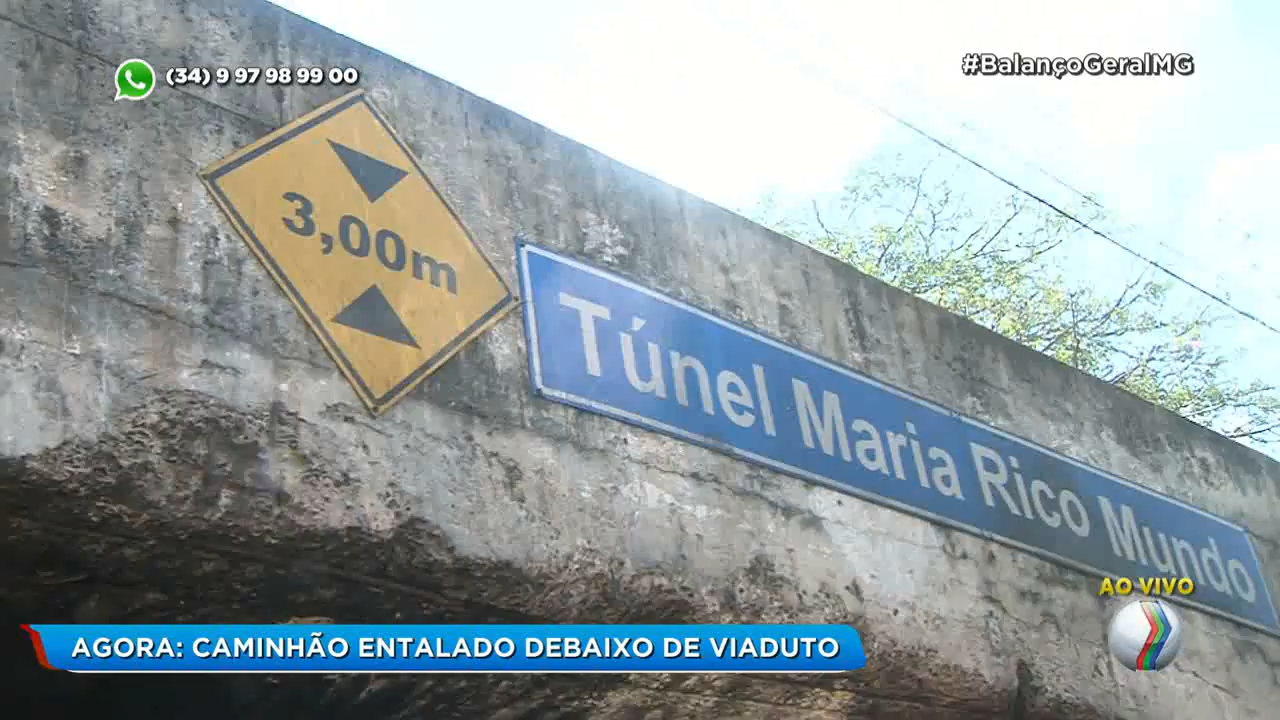 (34) 9 97 98 99 00
#BalançoGeralMG
3,00m
Túnel Maria Rico Mundo
AO VIVO
AGORA: CAMINHÃO ENTALADO DEBAIXO DE VIADUTO